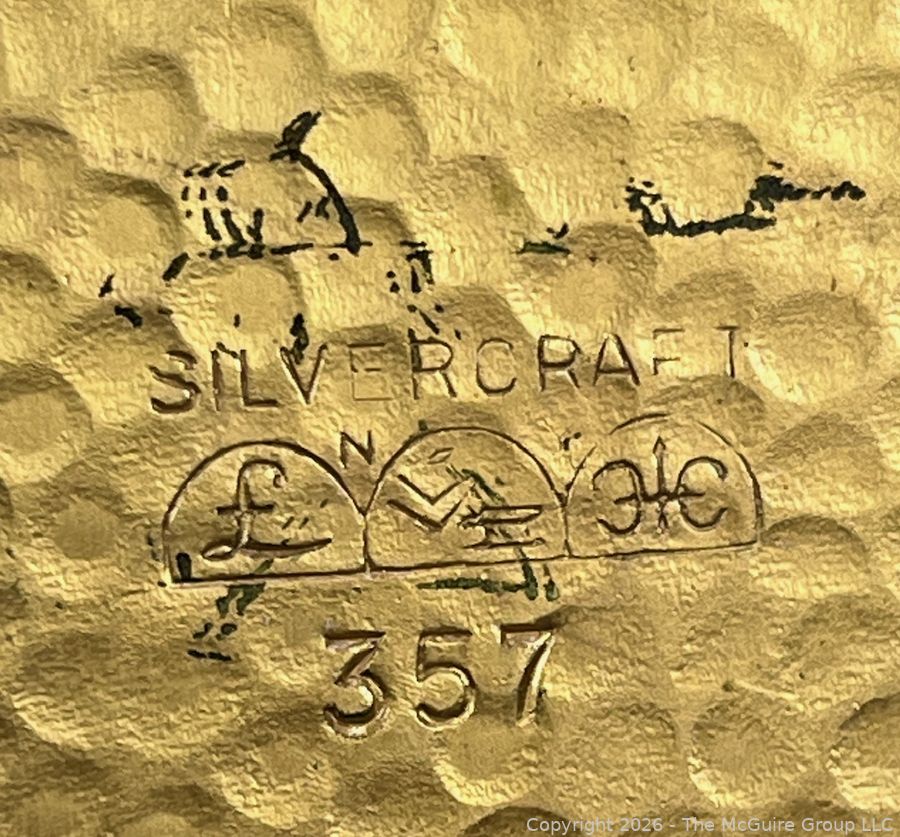 SILVERCRAFT
N Y
£
357
Copyright 2026 - The McGuire Group LLC